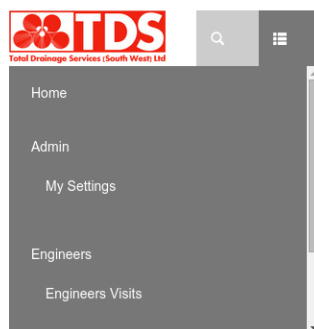 TDS
Total Drainage Services (South West) Ltd
Home
Admin
My Settings
Engineers
Engineers Visits